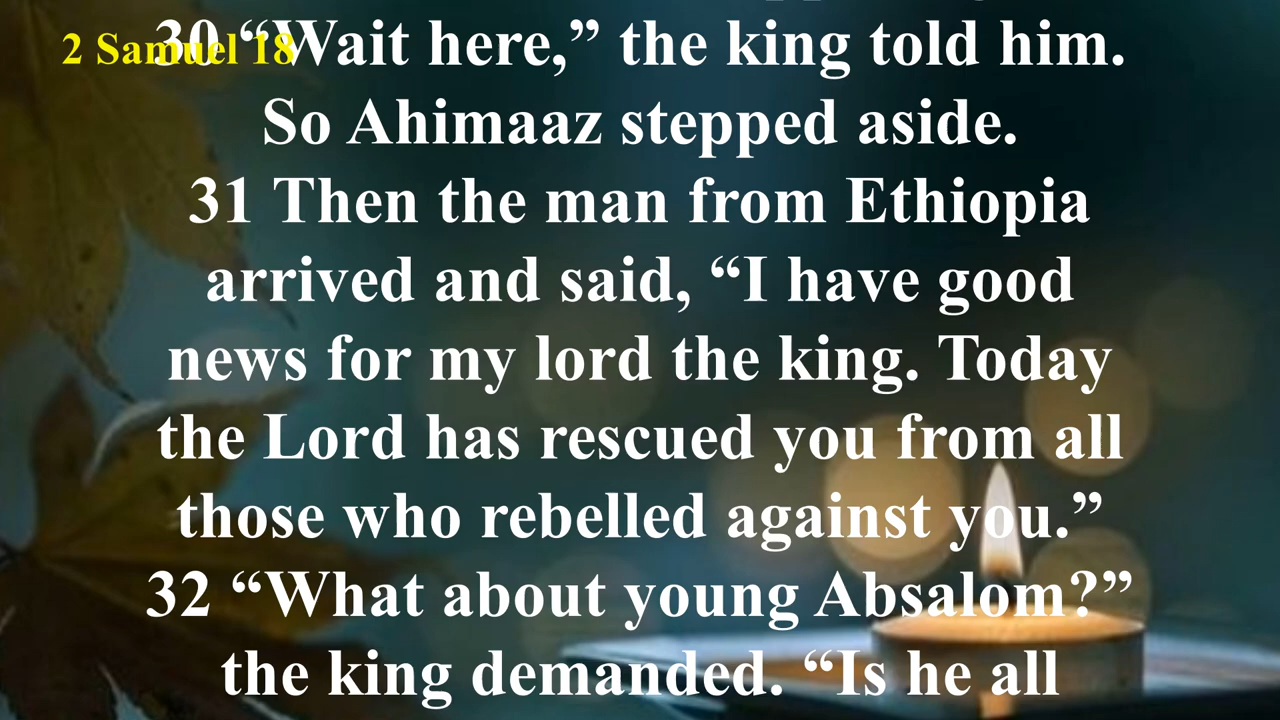 2 Samuel 18
30 “Wait here,” the king told him.
So Ahimaaz stepped aside.
31 Then the man from Ethiopia
arrived and said, “I have good
news for my lord the king. Today
the Lord has rescued you from all
those who rebelled against you.”
32 “What about young Absalom?”
the king demanded. “Is he all